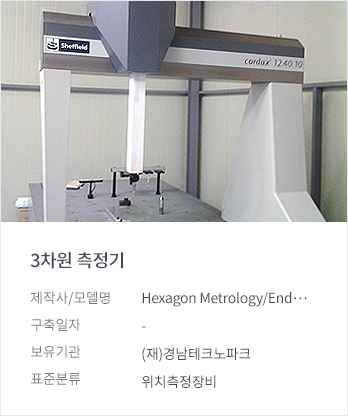 Sheffield
cordax 12.40.10
3차원 측정기
제작사/모델명 Hexagon Metrology/End…
구축일자 -
보유기관 (재)경남테크노파크
표준분류 위치측정장비